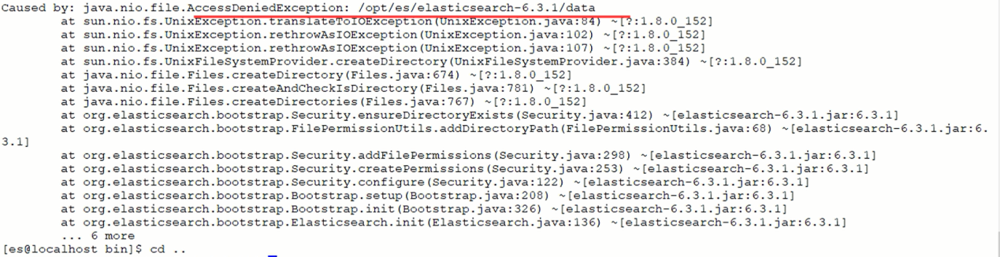 Caused by: java.nio.file.AccessDeniedException: /opt/es/elasticsearch-6.3.1/data
at sun.nio.fs.UnixException.translateToIOException(UnixException.java:84) ~[?:1.8.0_152]
at sun.nio.fs.UnixException.rethrowAsIOException(UnixException.java:102) ~[?:1.8.0_152]
at sun.nio.fs.UnixException.rethrowAsIOException(UnixException.java:107) ~[?:1.8.0_152]
at sun.nio.fs.UnixFileSystemProvider.createDirectory(UnixFileSystemProvider.java:384) ~[?:1.8.0_152]
at java.nio.file.Files.createDirectory(Files.java:674) ~[?:1.8.0_152]
at java.nio.file.Files.createAndCheckIsDirectory(Files.java:781) ~[?:1.8.0_152]
at java.nio.file.Files.createDirectories(Files.java:767) ~[?:1.8.0_152]
at org.elasticsearch.bootstrap.Security.ensureDirectoryExists(Security.java:412) ~[elasticsearch-6.3.1.jar:6.3.1]
at org.elasticsearch.bootstrap.FilePermissionUtils.addDirectoryPath(FilePermissionUtils.java:68) ~[elasticsearch-6.3.1.jar:6.
3.1]
at org.elasticsearch.bootstrap.Security.addFilePermissions(Security.java:298) ~[elasticsearch-6.3.1.jar:6.3.1]
at org.elasticsearch.bootstrap.Security.createPermissions(Security.java:253) ~[elasticsearch-6.3.1.jar:6.3.1]
at org.elasticsearch.bootstrap.Security.configure(Security.java:122) ~[elasticsearch-6.3.1.jar:6.3.1]
at org.elasticsearch.bootstrap.Bootstrap.setup(Bootstrap.java:208) ~[elasticsearch-6.3.1.jar:6.3.1]
at org.elasticsearch.bootstrap.Bootstrap.init(Bootstrap.java:326) ~[elasticsearch-6.3.1.jar:6.3.1]
at org.elasticsearch.bootstrap.Elasticsearch.init(Elasticsearch.java:136) ~[elasticsearch-6.3.1.jar:6.3.1]
... 6 more
[es@localhost bin]$ cd ..